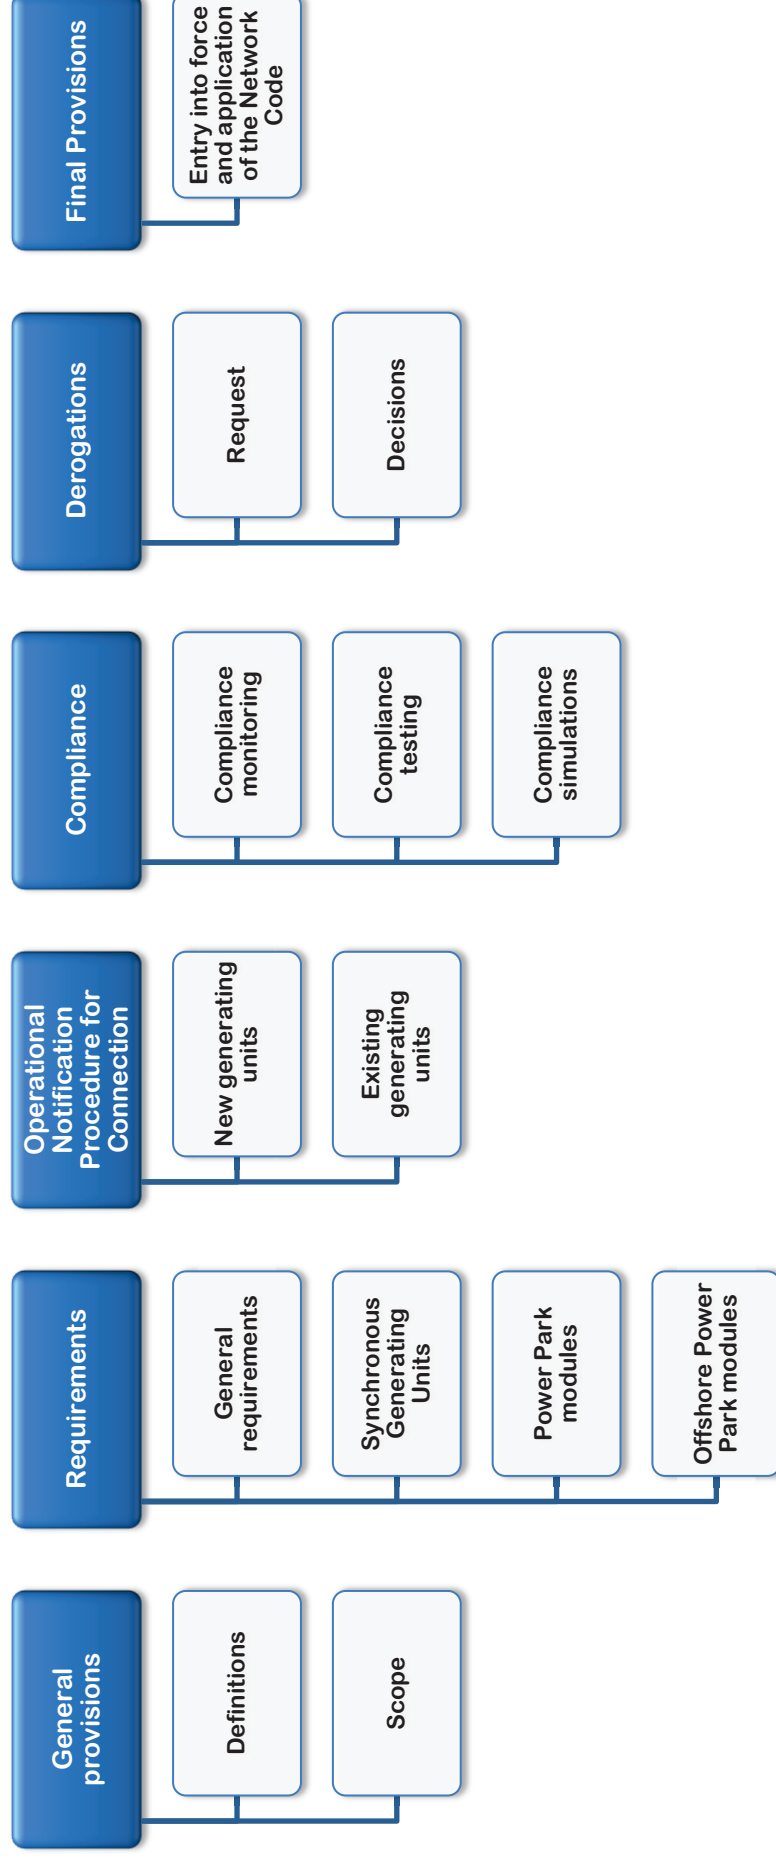 General
provisions
Definitions
Scope
Requirements
General
requirements
Synchronous
Generating
Units
Power Park
modules
Offshore Power
Park modules
Operational
Notification
Procedure for
Connection
New generating
units
Existing
generating
units
Compliance
Compliance
monitoring
Compliance
testing
Compliance
simulations
Derogations
Request
Decisions
Final Provisions
Entry into force
and application
of the Network
Code